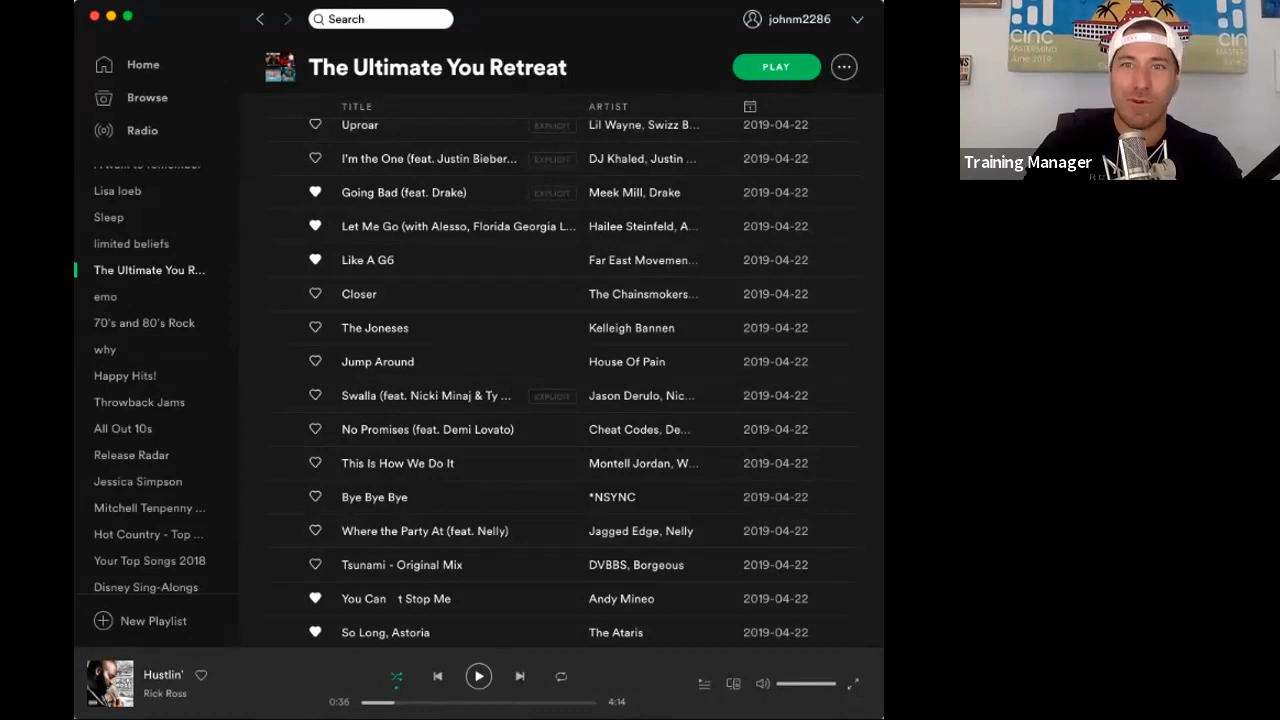 Search
johnm2286
Home
Browse
Radio
Lisa loeb
Sleep
limited beliefs
The Ultimate You R...
emo
70's and 80's Rock
why
Happy Hits!
Throwback Jams
All Out 10s
Release Radar
Jessica Simpson
Mitchell Tenpenny ...
Hot Country - Top ...
Your Top Songs 2018
Disney Sing-Alongs
New Playlist
The Ultimate You Retreat
PLAY
TITLE ARTIST
Uproar EXPLICIT Lil Wayne, Swizz B... 2019-04-22
I'm the One (feat. Justin Bieber... EXPLICIT DJ Khaled, Justin ... 2019-04-22
Going Bad (feat. Drake) EXPLICIT Meek Mill, Drake 2019-04-22
Let Me Go (with Alesso, Florida Georgia L... Hailee Steinfeld, A... 2019-04-22
Like A G6 Far East Movemen... 2019-04-22
Closer The Chainsmokers... 2019-04-22
The Joneses Kelleigh Bannen 2019-04-22
Jump Around House Of Pain 2019-04-22
Swalla (feat. Nicki Minaj & Ty ... EXPLICIT Jason Derulo, Nic... 2019-04-22
No Promises (feat. Demi Lovato) Cheat Codes, De... 2019-04-22
This Is How We Do It Montell Jordan, W... 2019-04-22
Bye Bye Bye *NSYNC 2019-04-22
Where the Party At (feat. Nelly) Jagged Edge, Nelly 2019-04-22
Tsunami - Original Mix DVBBS, Borgeous 2019-04-22
You Can t Stop Me Andy Mineo 2019-04-22
So Long, Astoria The Ataris 2019-04-22
Hustlin'
Rick Ross
0:36 4:14
cinc
MASTERMIND
June 2019
Training Manager